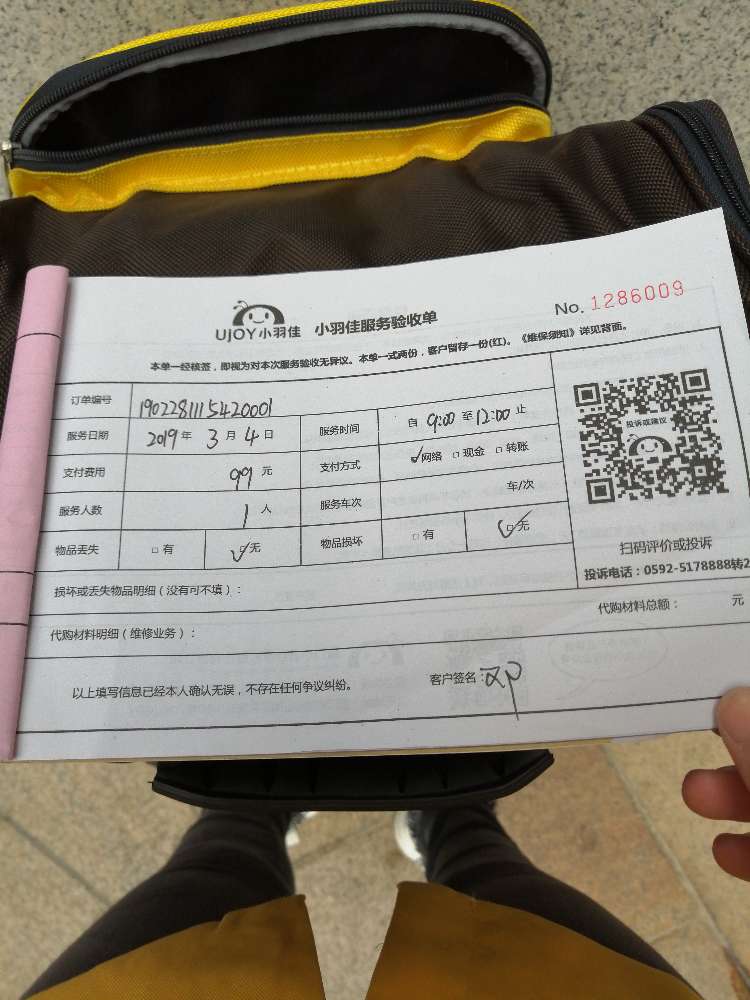 UJOY小羽佳 小羽佳服务验收单 No. 1286009
本单一经核签，即视为对本次服务验收无异议。本单一式两份，客户留存一份(红)。《维保须知》详见背面。
订单编号 1902281115420001
服务日期 2019 年 3 月 4 日 服务时间 自 9:00 至 12:00 止
支付费用 99 元 支付方式 ✓网络 □ 现金 □ 转账
服务人数 1 人 服务车次 车/次
物品丢失 □ 有 ✓无 物品损坏 □ 有 ✓无
投诉或建议
扫码评价或投诉
投诉电话：0592-5178888转2
损坏或丢失物品明细（没有可不填）：
代购材料明细（维修业务）： 代购材料总额： 元
以上填写信息已经本人确认无误，不存在任何争议纠纷。 客户签名：